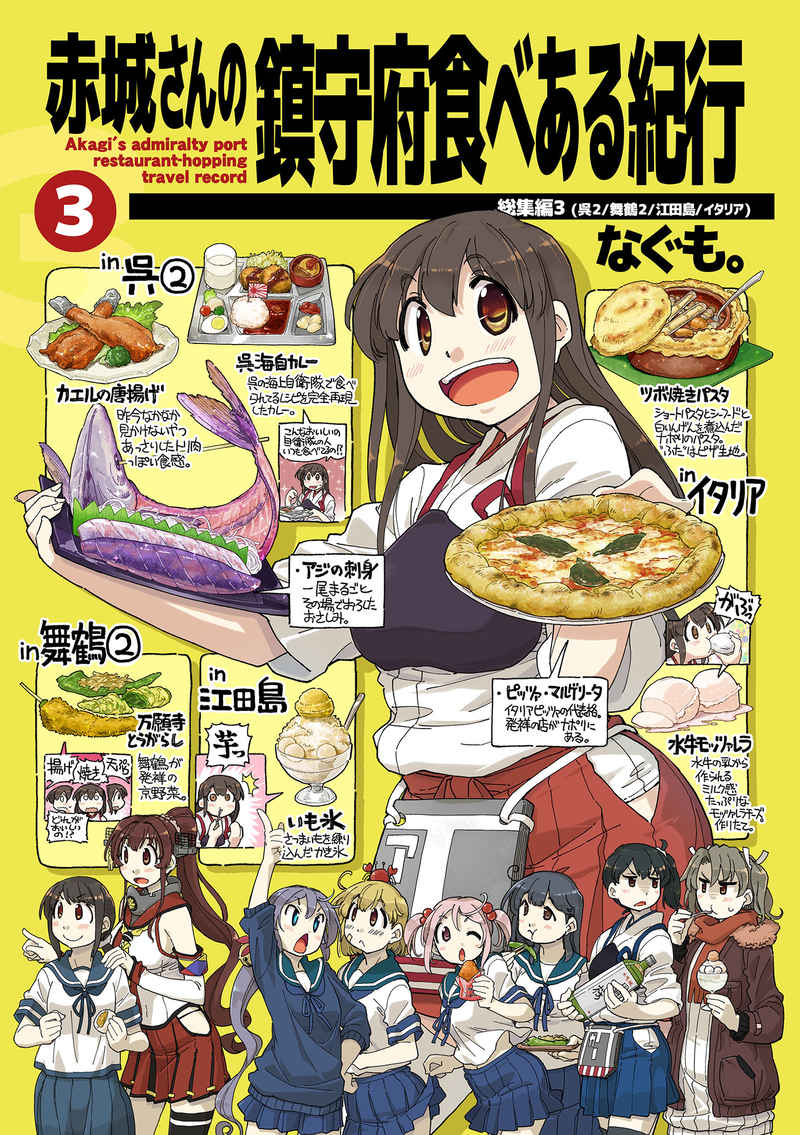 赤城さんの
鎮守府食べある紀行
Akagi's admiralty port
restaurant-hopping
travel record
3
総集編3 (呉2/舞鶴2/江田島/イタリア)
なぐも。
in呉②
カエルの唐揚げ
昨今なかなか
見かけないやつ
あっさりしたトリ肉
っぽい食感。
呉海自カレー
呉の海上自衛隊で食べ
られてるレシピを完全再現
したカレー。
こんなおいしいの
自衛隊の人
いつも食べてるの!?
・アジの刺身
一尾まるごと
その場でおろした
おさしみ。
ツボ焼きパスタ
ショートパスタとシーフードと
白いんげんを煮込んだ
ナポリのパスタ。
"ふた"はピザ生地。
inイタリア
・ピッツァ・マルゲリータ
イタリアピッツァの代表格。
発祥の店がナポリに
ある。
がぶっ
水牛モッツァレラ
水牛の乳から
作られる
ミルク感
たっぷりな
モッツァレラチーズ
作りたて。
in舞鶴②
万願寺
とうがらし
舞鶴が
発祥の
京野菜。
揚げ
焼き
天ぷら
どれが
おいしい
の!?
in
江田島
芋っ
いも氷
さつまいもを練り
込んだかき氷